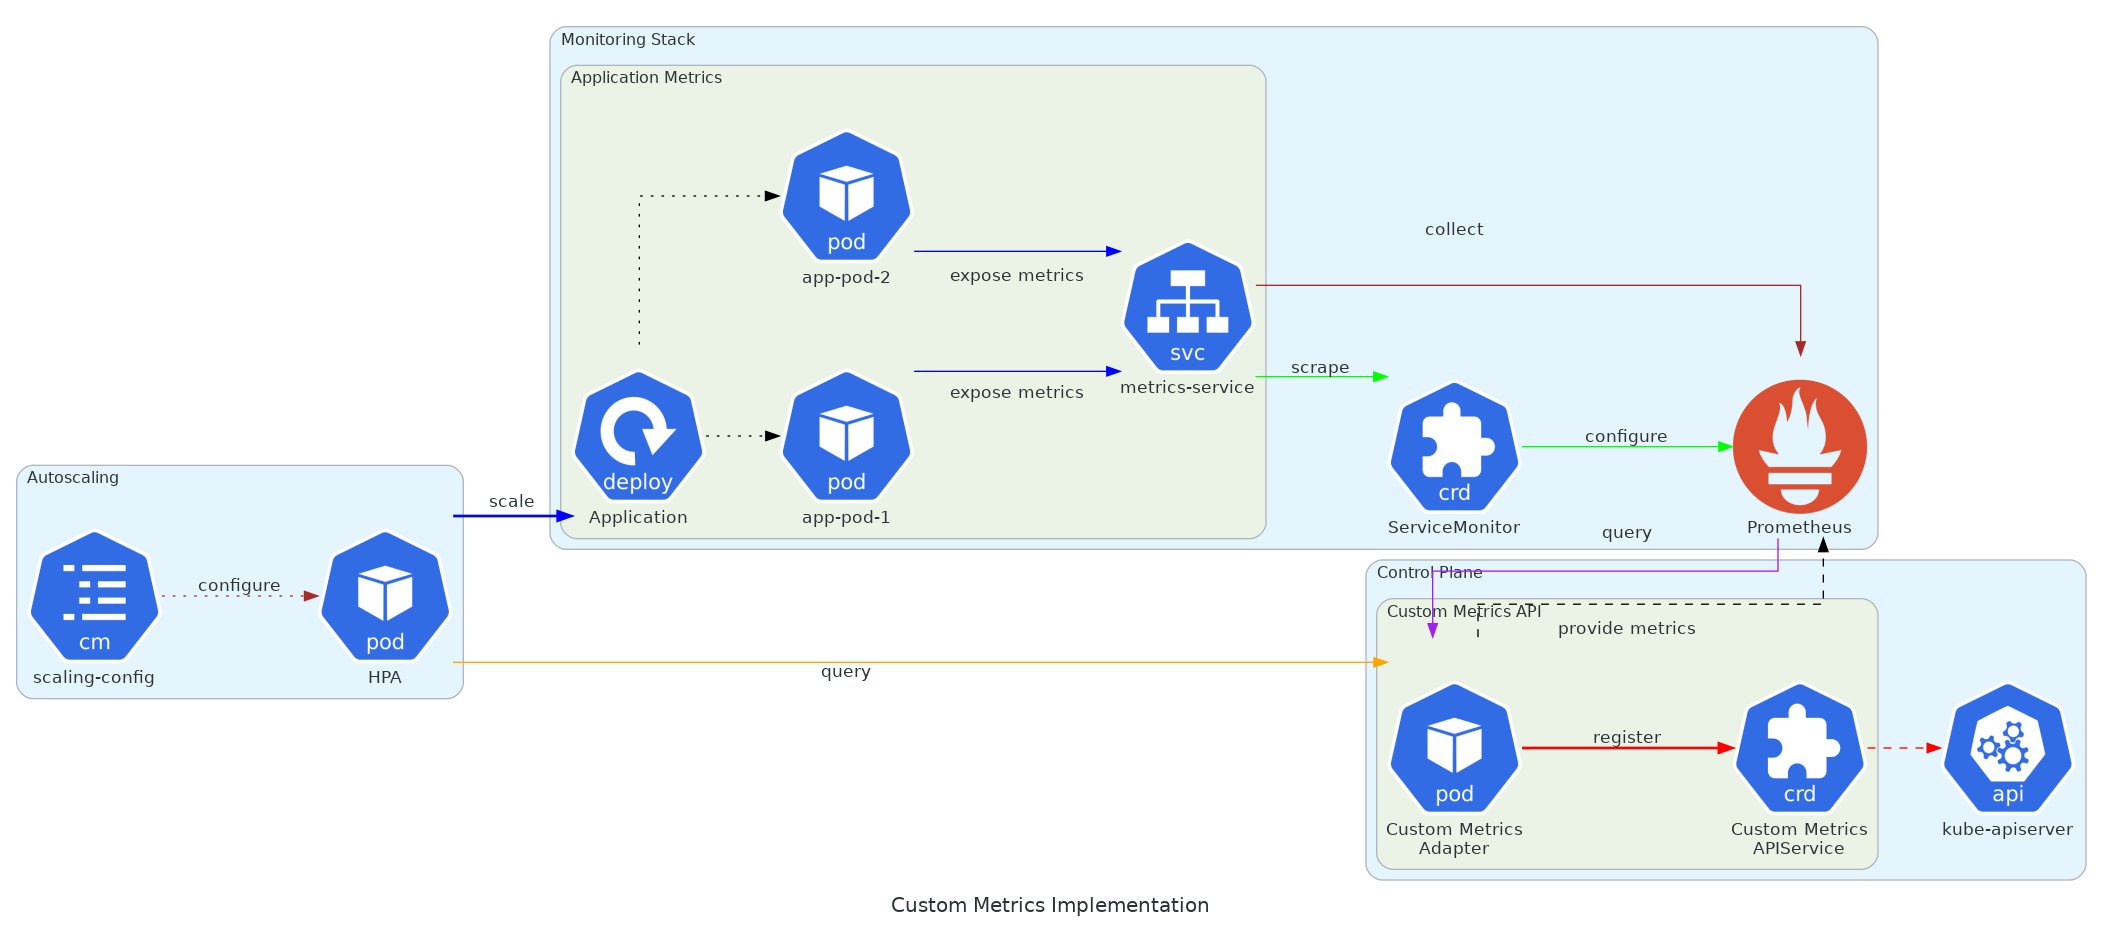 Monitoring Stack
Application Metrics
pod
app-pod-2
collect
expose metrics
svc
metrics-service
scrape
expose metrics
deploy
Application
pod
app-pod-1
configure
crd
ServiceMonitor
Prometheus
query
Autoscaling
scale
cm
scaling-config
configure
pod
HPA
query
Control Plane
Custom Metrics API
provide metrics
pod
Custom Metrics
Adapter
register
crd
Custom Metrics
APIService
api
kube-apiserver
Custom Metrics Implementation